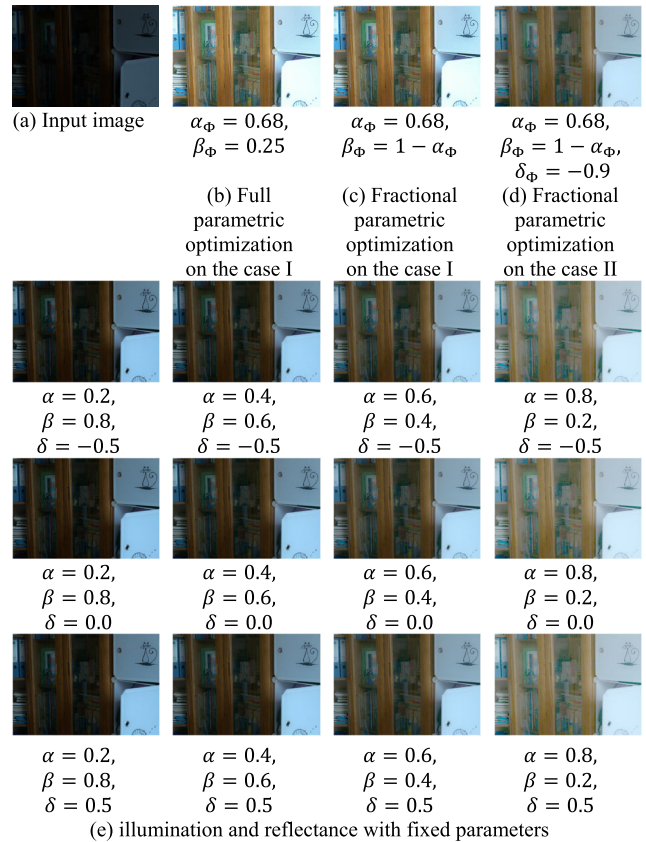 (a) Input image
α_Φ = 0.68,
β_Φ = 0.25
α_Φ = 0.68,
β_Φ = 1 − α_Φ
α_Φ = 0.68,
β_Φ = 1 − α_Φ,
δ_Φ = −0.9
(b) Full
parametric
optimization
on the case I
(c) Fractional
parametric
optimization
on the case I
(d) Fractional
parametric
optimization
on the case II
α = 0.2,
β = 0.8,
δ = −0.5
α = 0.4,
β = 0.6,
δ = −0.5
α = 0.6,
β = 0.4,
δ = −0.5
α = 0.8,
β = 0.2,
δ = −0.5
α = 0.2,
β = 0.8,
δ = 0.0
α = 0.4,
β = 0.6,
δ = 0.0
α = 0.6,
β = 0.4,
δ = 0.0
α = 0.8,
β = 0.2,
δ = 0.0
α = 0.2,
β = 0.8,
δ = 0.5
α = 0.4,
β = 0.6,
δ = 0.5
α = 0.6,
β = 0.4,
δ = 0.5
α = 0.8,
β = 0.2,
δ = 0.5
(e) illumination and reflectance with fixed parameters